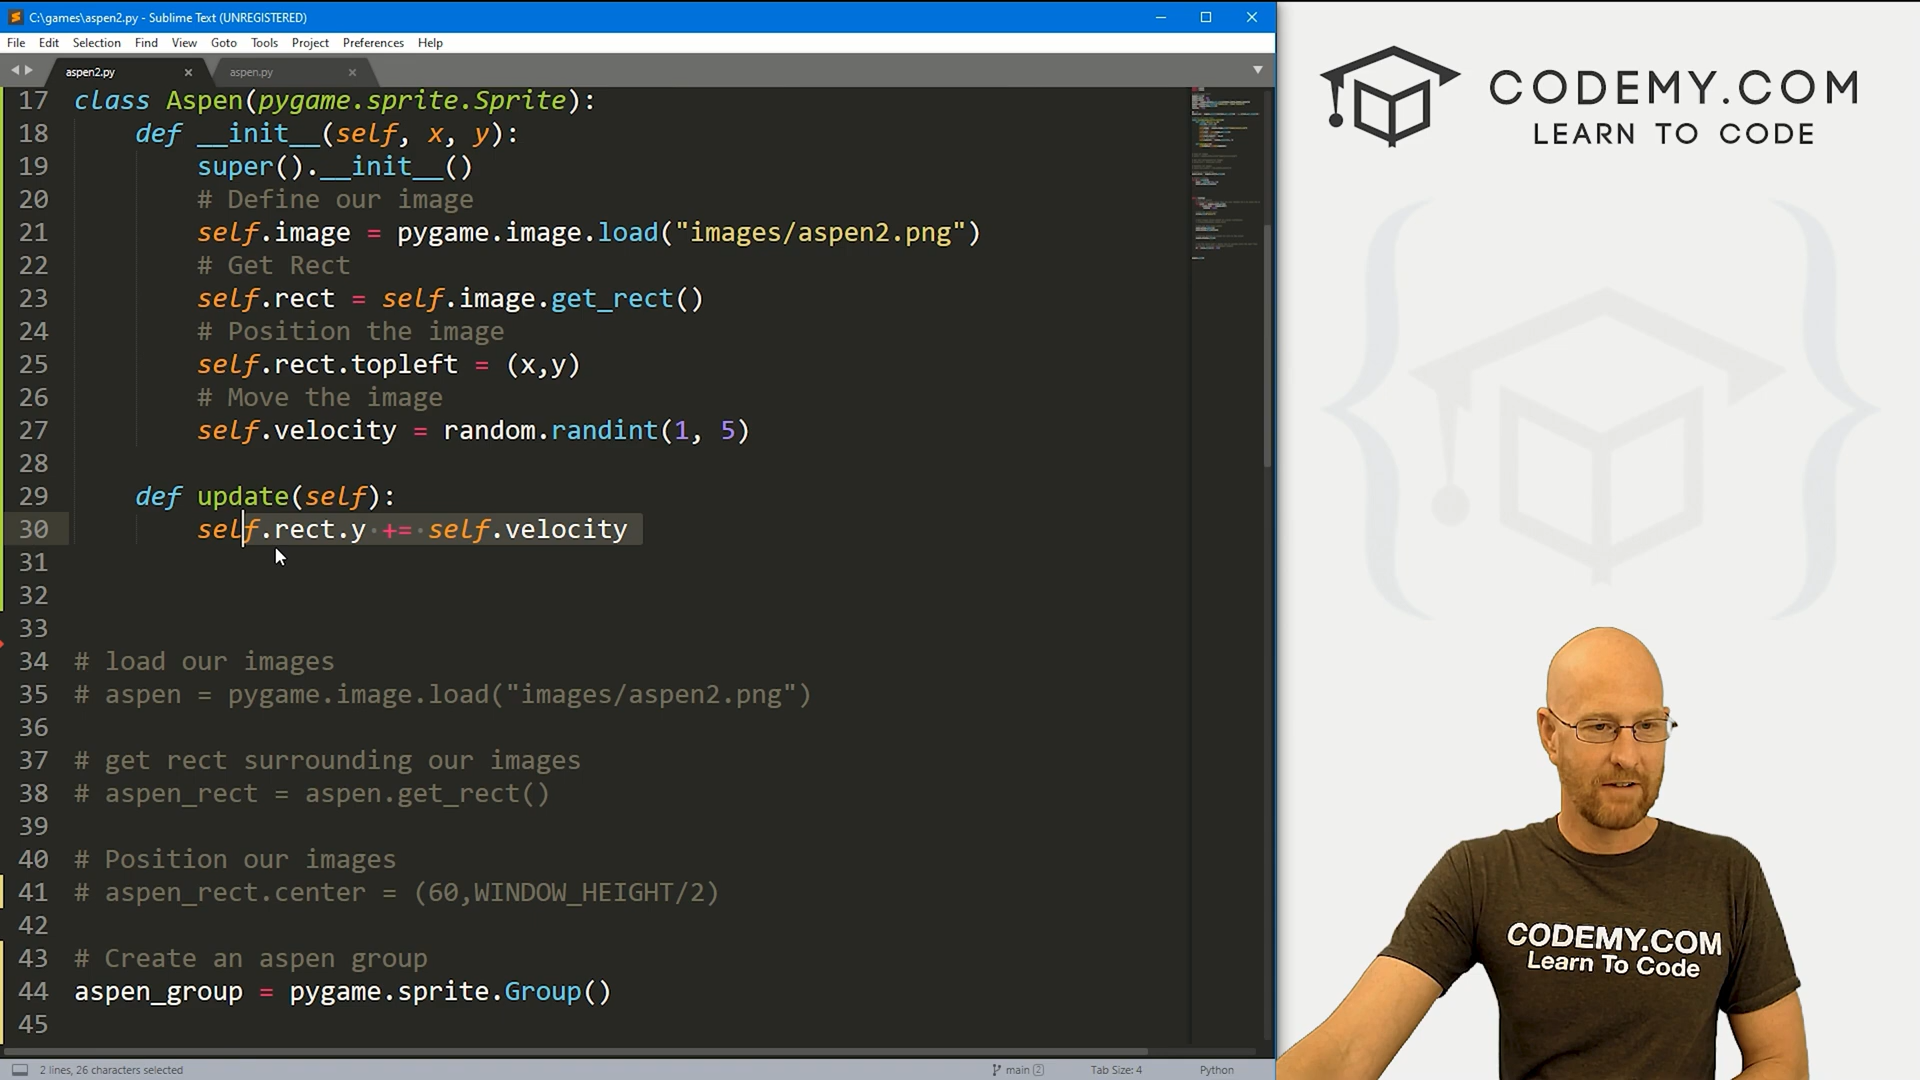 C:\games\aspen2.py - Sublime Text (UNREGISTERED)
File Edit Selection Find View Goto Tools Project Preferences Help
aspen2.py aspen.py
17 class Aspen(pygame.sprite.Sprite):
18 def __init__(self, x, y):
19 super().__init__()
20 # Define our image
21 self.image = pygame.image.load("images/aspen2.png")
22 # Get Rect
23 self.rect = self.image.get_rect()
24 # Position the image
25 self.rect.topleft = (x,y)
26 # Move the image
27 self.velocity = random.randint(1, 5)
28
29 def update(self):
30 self.rect.y += self.velocity
31
32
33
34 # load our images
35 # aspen = pygame.image.load("images/aspen2.png")
36
37 # get rect surrounding our images
38 # aspen_rect = aspen.get_rect()
39
40 # Position our images
41 # aspen_rect.center = (60,WINDOW_HEIGHT/2)
42
43 # Create an aspen group
44 aspen_group = pygame.sprite.Group()
45
2 lines, 26 characters selected main 2 Tab Size: 4 Python
CODEMY.COM
LEARN TO CODE
CODEMY.COM
Learn To Code